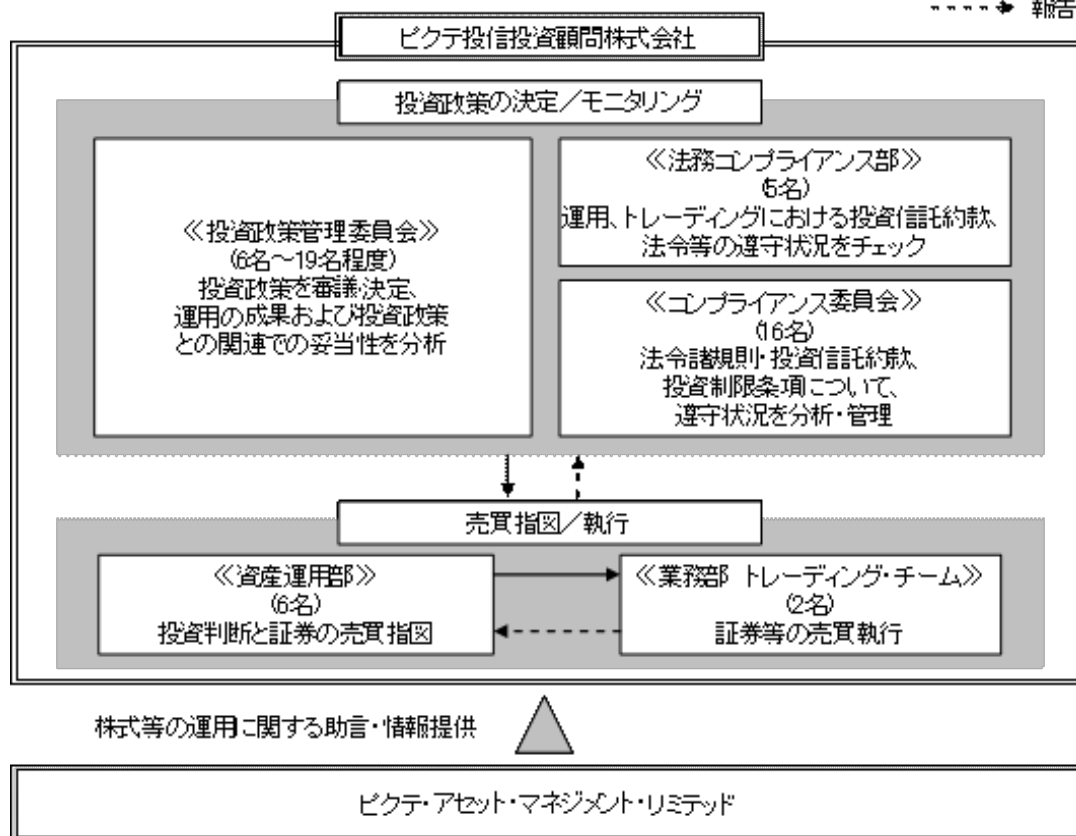 報告
ピクテ投信投資顧問株式会社
投資政策の決定／モニタリング
≪投資政策管理委員会≫
(6名～19名程度)
投資政策を審議・決定、
運用の成果および投資政策
との関連での妥当性を分析
≪法務コンプライアンス部≫
(5名)
運用、トレーディングにおける投資信託約款、
法令等の遵守状況をチェック
≪コンプライアンス委員会≫
(16名)
法令諸規則・投資信託約款、
投資制限条項について、
遵守状況を分析・管理
売買指図／執行
≪資産運用部≫
(6名)
投資判断と証券の売買指図
≪業務部 トレーディング・チーム≫
(2名)
証券等の売買執行
株式等の運用に関する助言・情報提供
ピクテ・アセット・マネジメント・リミテッド